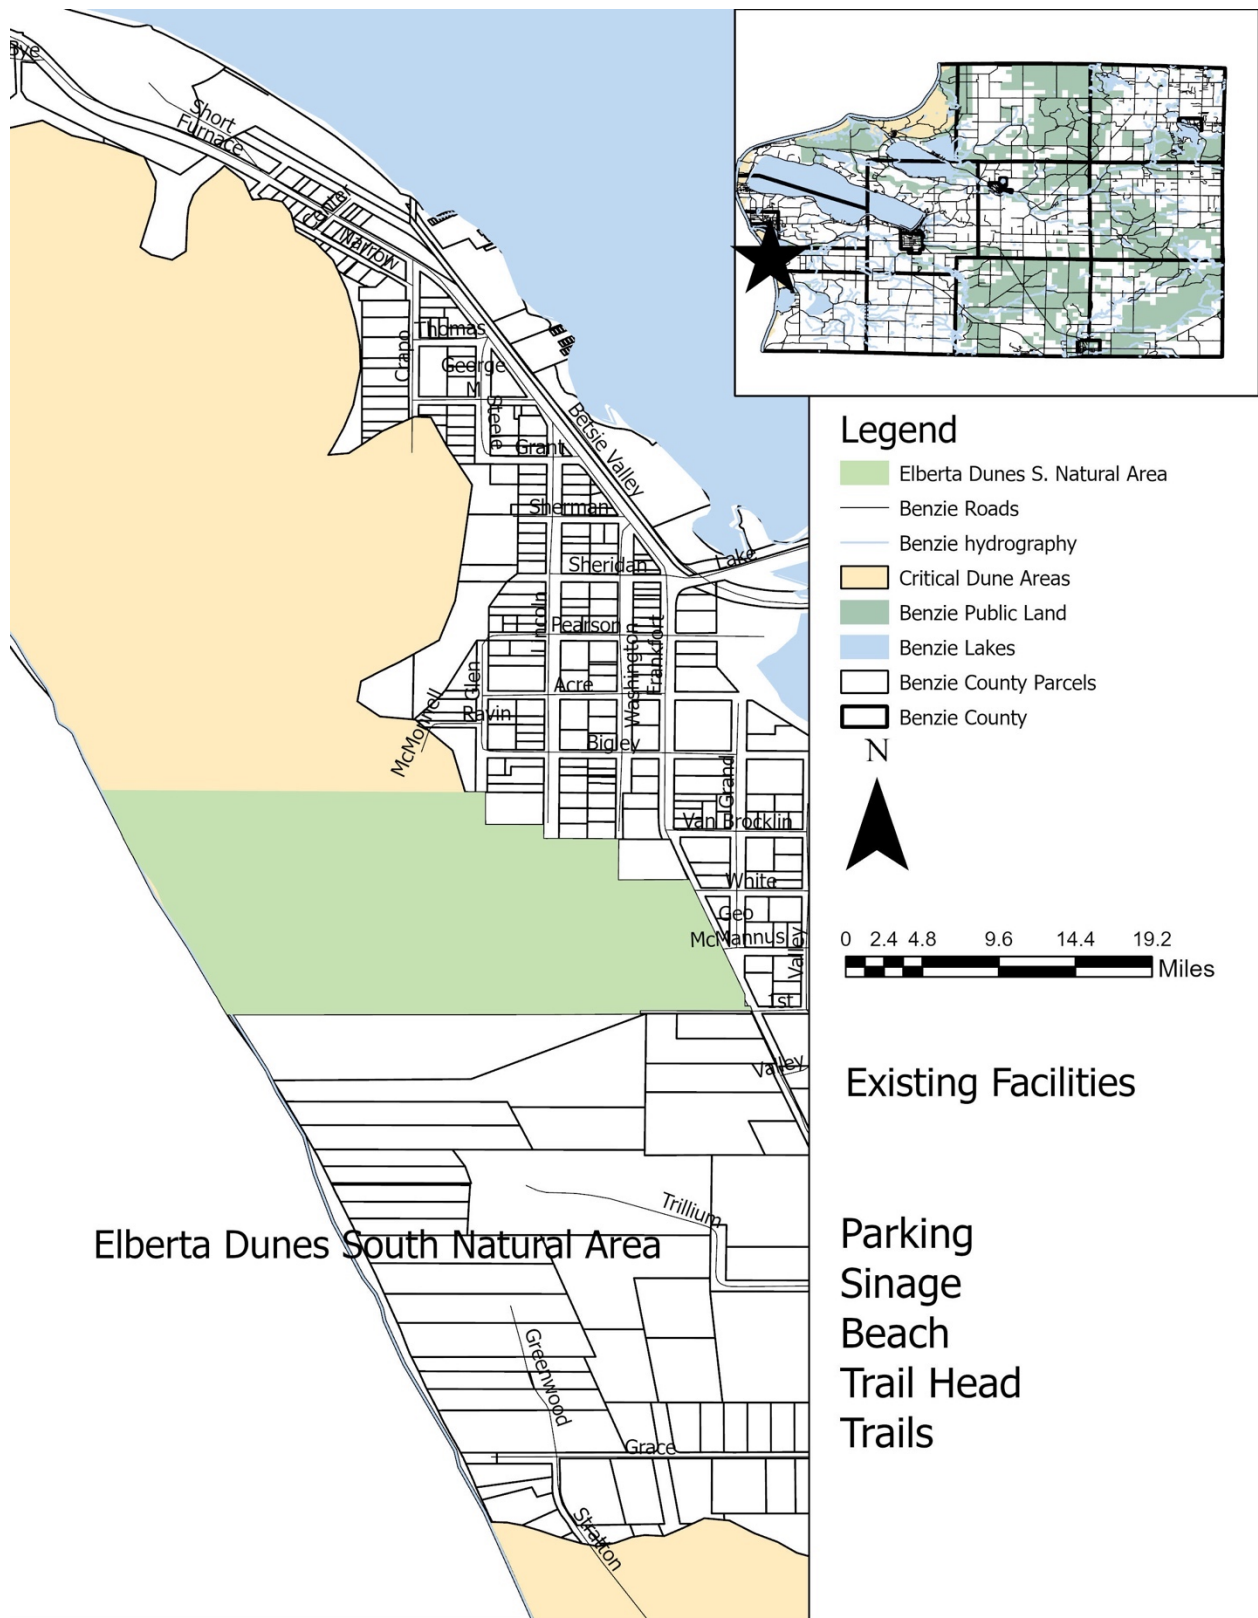 Bye
Short
Furnace
Center
Narrow
Thomas
Crapo
George
M
Steele
Betsie Valley
Grant
Sherman
Lake
Sheridan
Lincoln
Pearson
Washington
Frankfort
Glen
Acre
Ravin
McMonnell
Bigley
Grand
Van Brocklin
White
Geo
McMannus
Valley
1st
Valley
Trillium
Elberta Dunes South Natural Area
Greenwood
Grace
Stratton
Legend
Elberta Dunes S. Natural Area
Benzie Roads
Benzie hydrography
Critical Dune Areas
Benzie Public Land
Benzie Lakes
Benzie County Parcels
Benzie County
N
0 2.4 4.8 9.6 14.4 19.2
Miles
Existing Facilities
Parking
Sinage
Beach
Trail Head
Trails